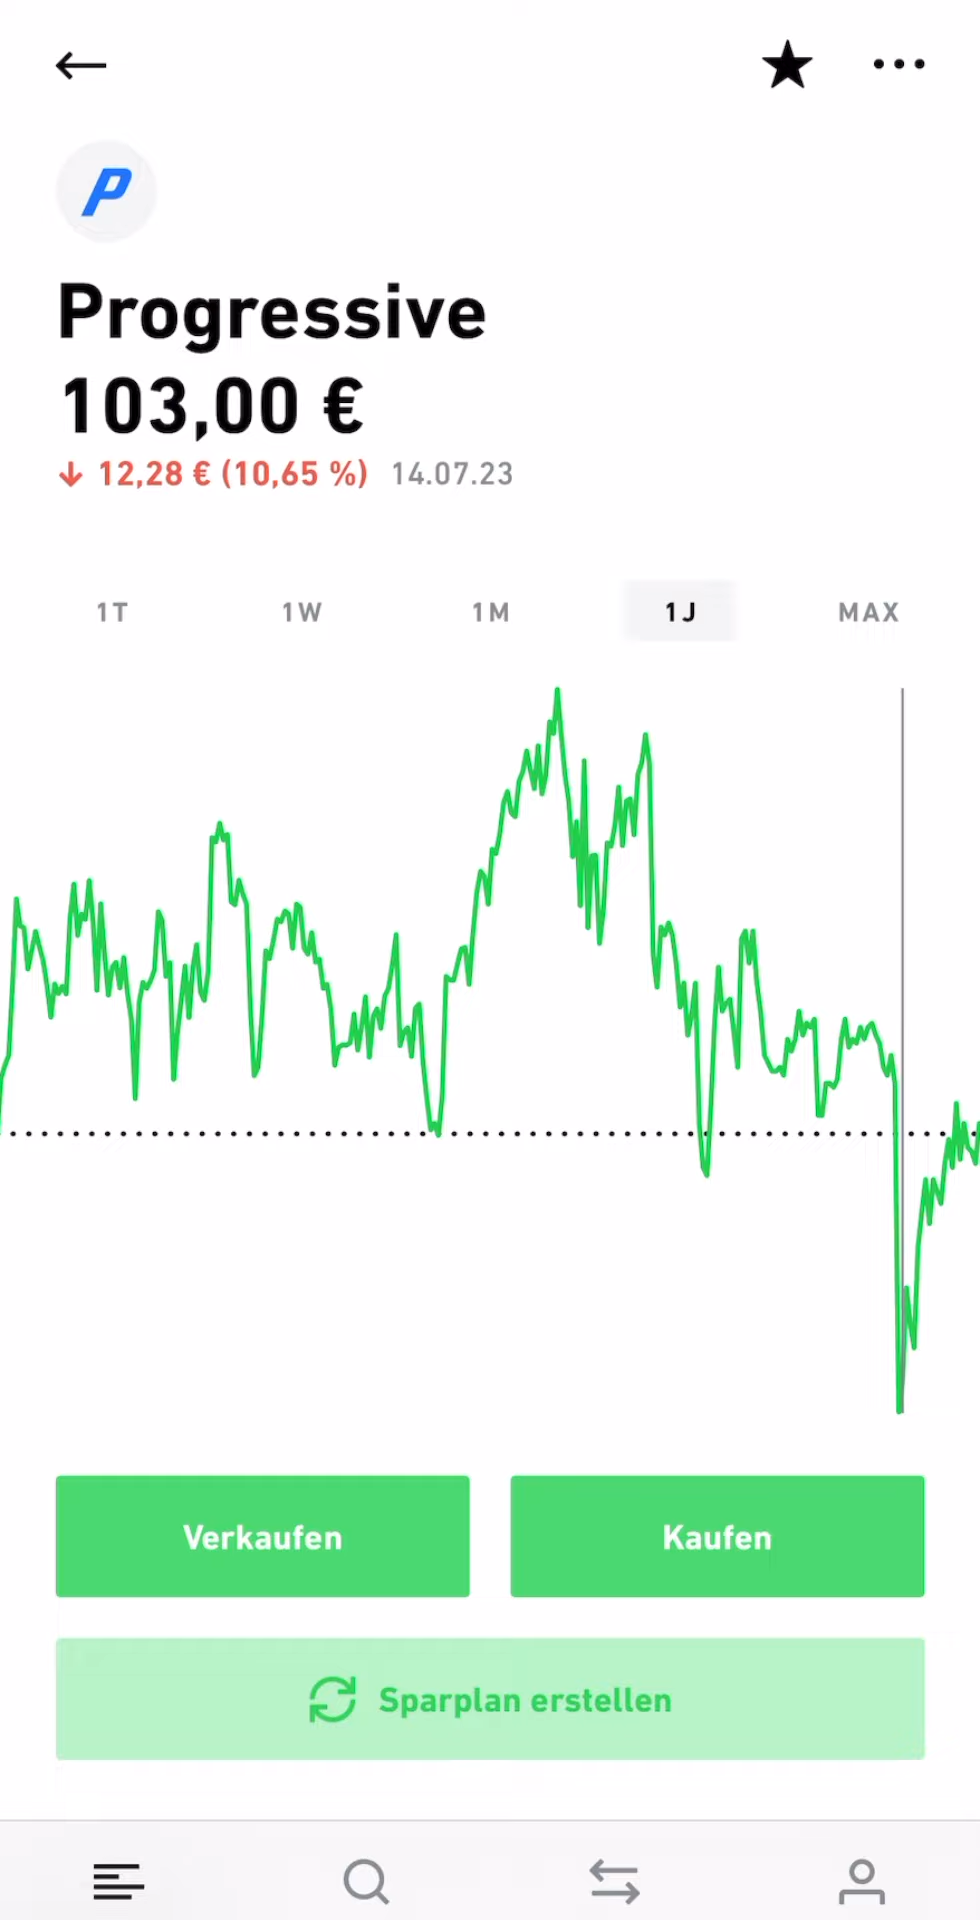 P
Progressive
103,00 €
↓ 12,28 € (10,65 %) 14.07.23
1T 1W 1M 1J MAX
Verkaufen Kaufen
Sparplan erstellen